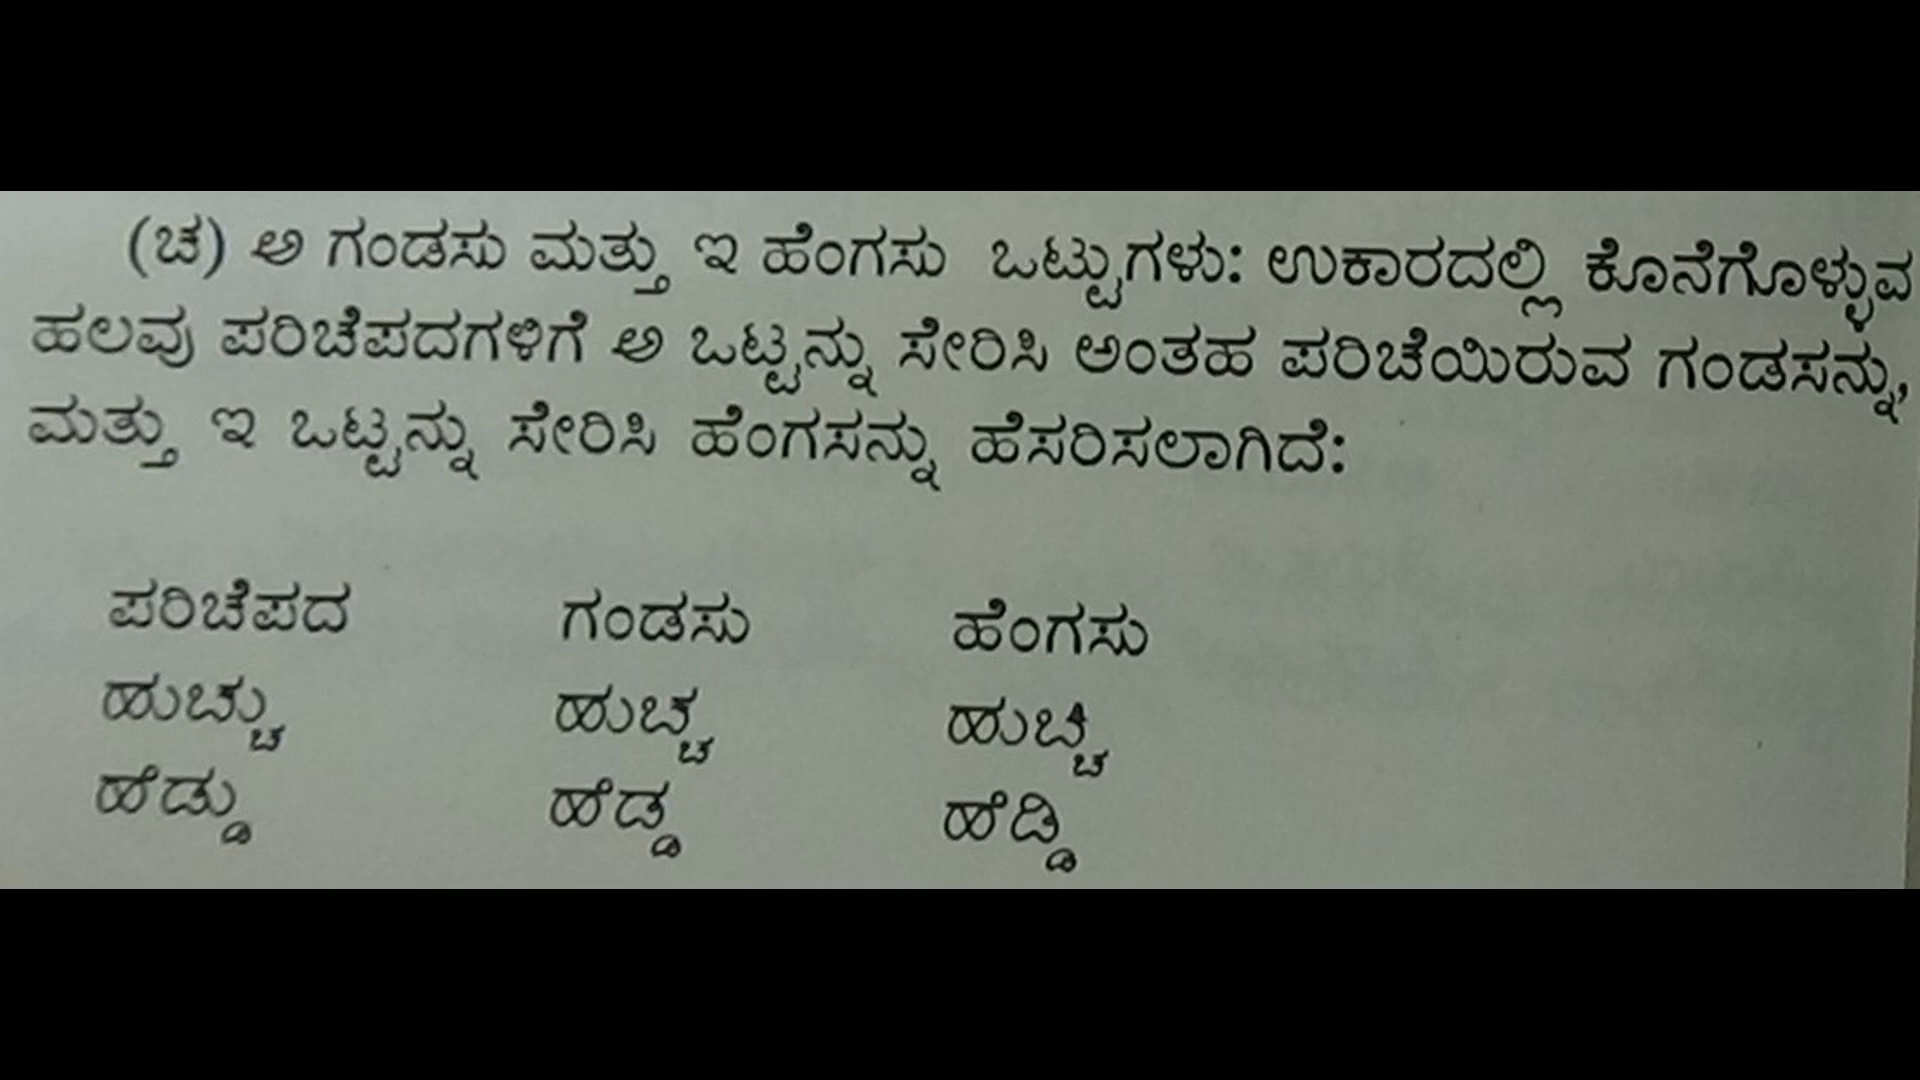 (ಚ) ಅ ಗಂಡಸು ಮತ್ತು ಇ ಹೆಂಗಸು ಒಟ್ಟುಗಳು: ಉಕಾರದಲ್ಲಿ ಕೊನೆಗೊಳ್ಳುವ
ಹಲವು ಪರಿಚೆಪದಗಳಿಗೆ ಅ ಒಟ್ಟನ್ನು ಸೇರಿಸಿ ಅಂತಹ ಪರಿಚೆಯಿರುವ ಗಂಡಸನ್ನು,
ಮತ್ತು ಇ ಒಟ್ಟನ್ನು ಸೇರಿಸಿ ಹೆಂಗಸನ್ನು ಹೆಸರಿಸಲಾಗಿದೆ:
ಪರಿಚೆಪದ ಗಂಡಸು ಹೆಂಗಸು
ಹುಚ್ಚು ಹುಚ್ಚ ಹುಚ್ಚಿ
ಹೆಡ್ಡು ಹೆಡ್ಡ ಹೆಡ್ಡಿ